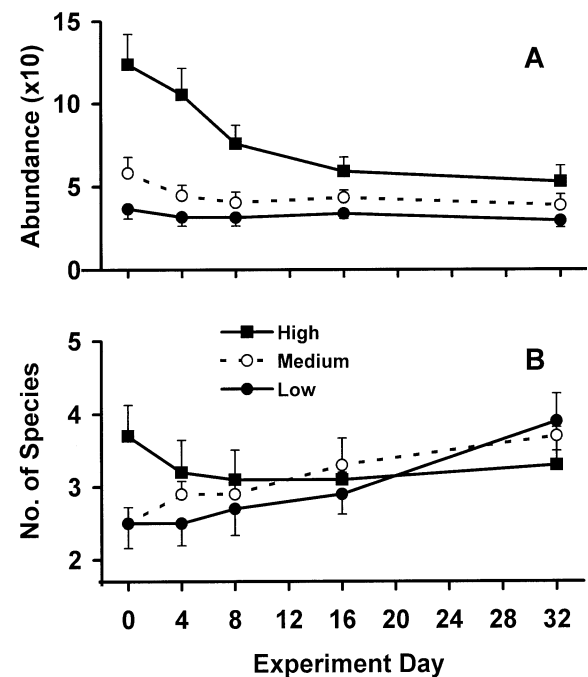 15
A
10
5
0
Abundance (x10)
5
High
B
Medium
Low
4
3
2
No. of Species
0 4 8 12 16 20 24 28 32
Experiment Day